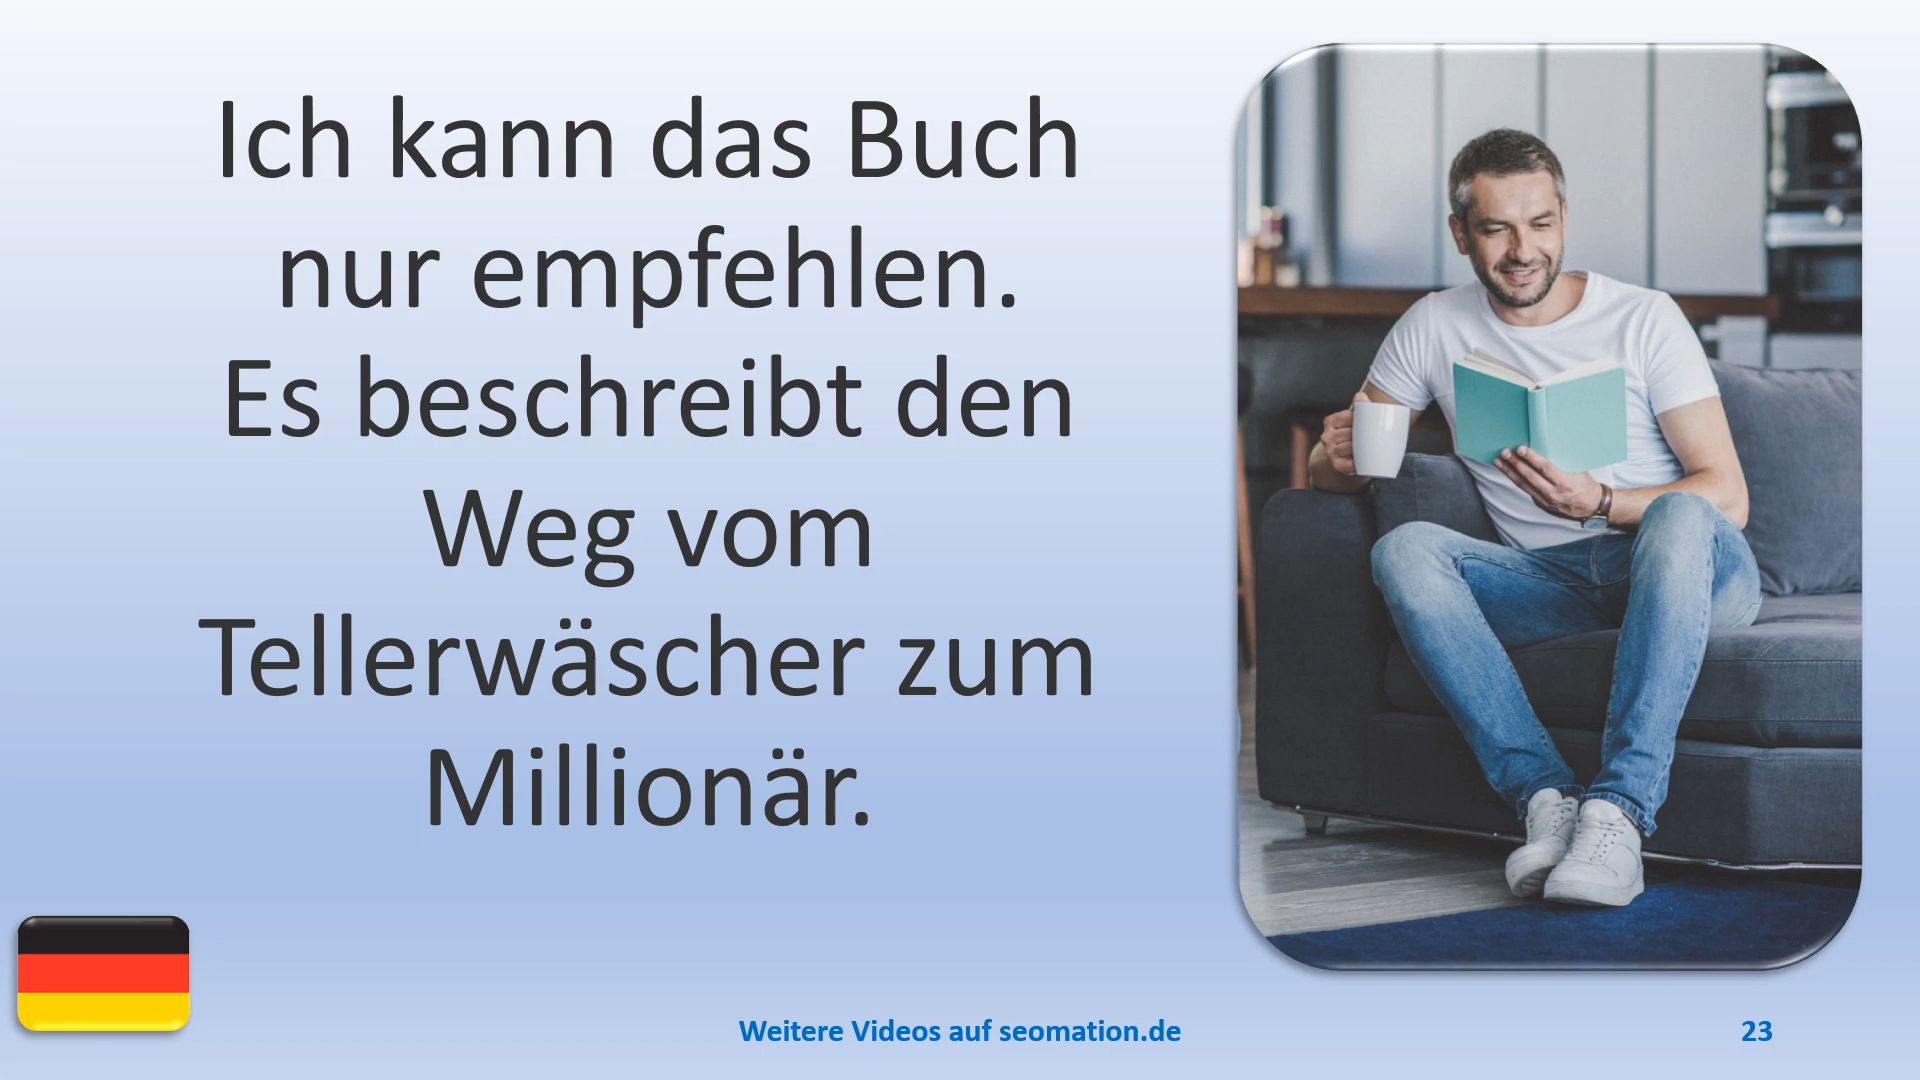 Ich kann das Buch
nur empfehlen.
Es beschreibt den
Weg vom
Tellerwäscher zum
Millionär.
Weitere Videos auf seomation.de
23